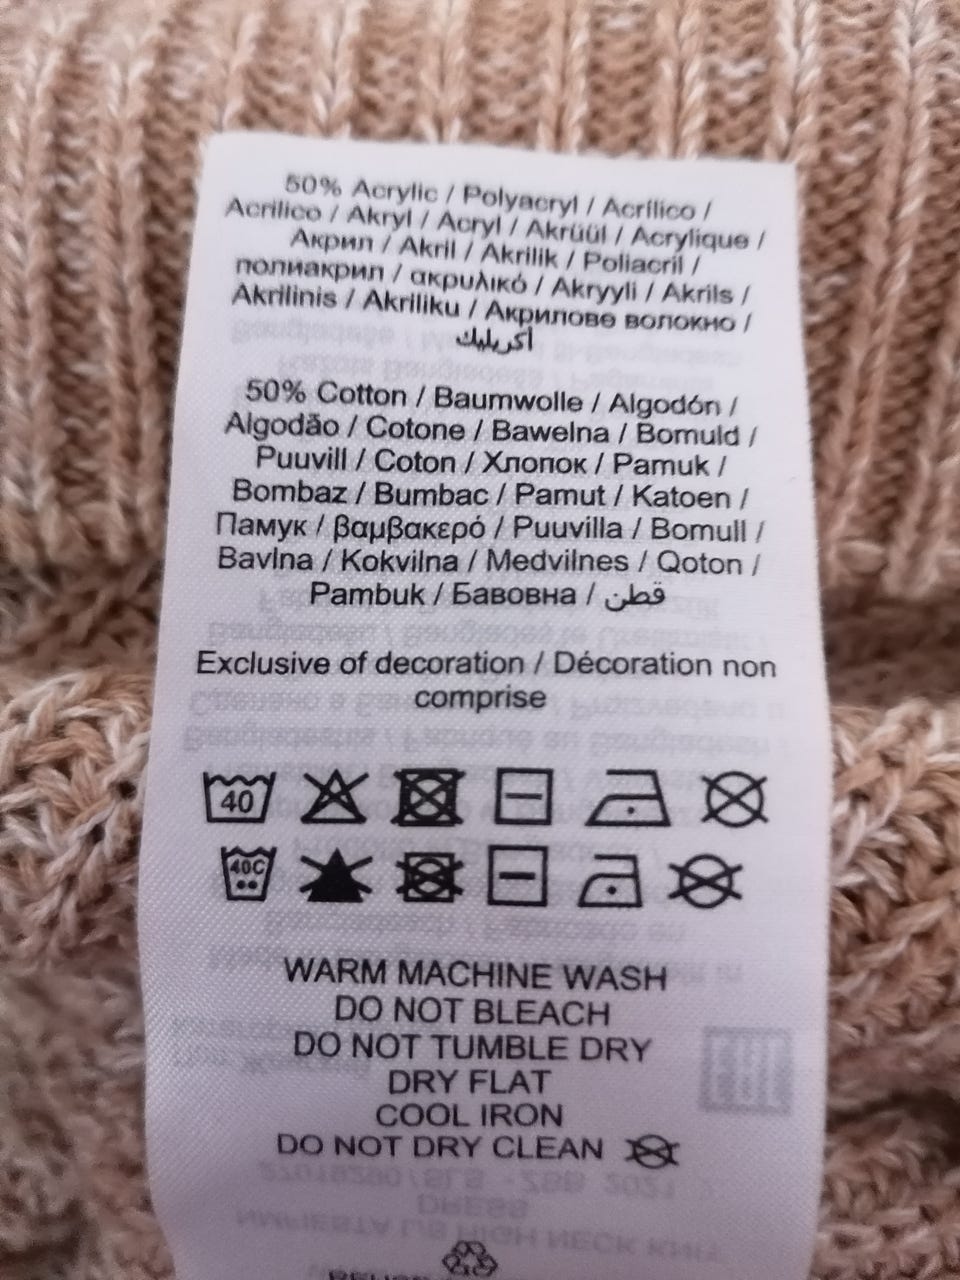 50% Acrylic / Polyacryl / Acrílico /
Acrilico / Akryl / Acryl / Akrüül / Acrylique /
Акрил / Akril / Akrilik / Poliacril /
полиакрил / ακρυλικό / Akryyli / Akrils /
Akrilinis / Akriliku / Акрилове волокно /
أكريليك
50% Cotton / Baumwolle / Algodón /
Algodão / Cotone / Bawelna / Bomuld /
Puuvill / Coton / Хлопок / Pamuk /
Bombaz / Bumbac / Pamut / Katoen /
Памук / βαμβακερό / Puuvilla / Bomull /
Bavlna / Kokvilna / Medvilnes / Qoton /
Pambuk / Бавовна / قطن
Exclusive of decoration / Décoration non
comprise
40
40C
WARM MACHINE WASH
DO NOT BLEACH
DO NOT TUMBLE DRY
DRY FLAT
COOL IRON
DO NOT DRY CLEAN